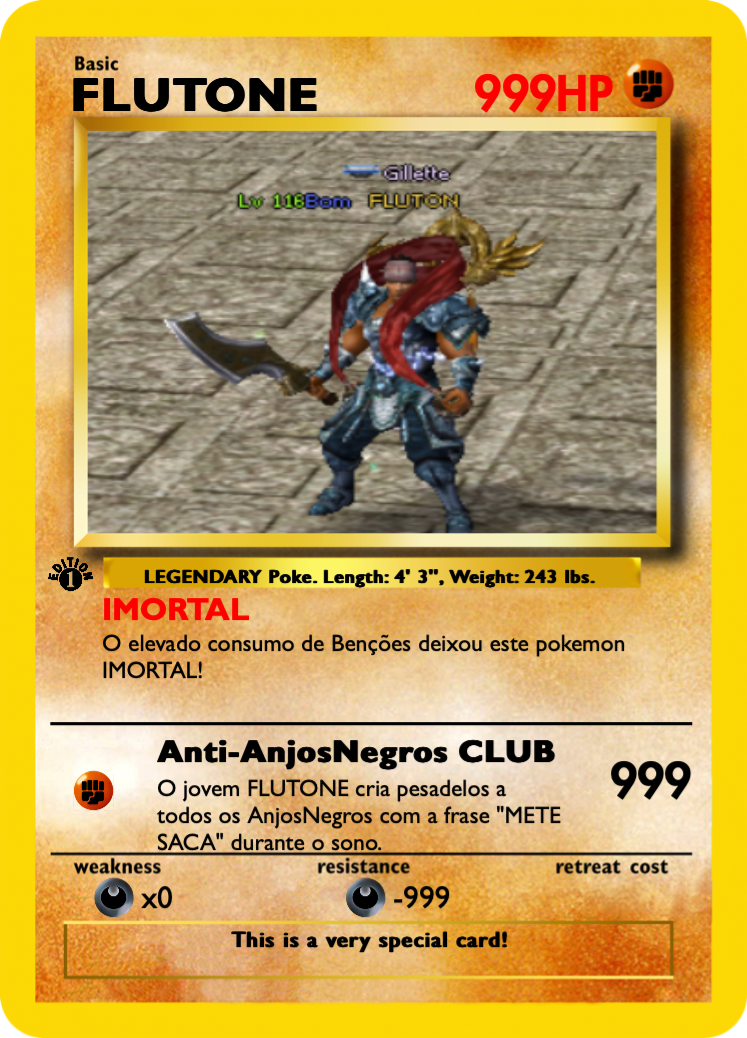 Basic
FLUTONE 999HP
Gillette
Lv 116Bom FLUTON
EDITION 1
LEGENDARY Poke. Length: 4' 3", Weight: 243 lbs.
IMORTAL
O elevado consumo de Benções deixou este pokemon
IMORTAL!
Anti-AnjosNegros CLUB
O jovem FLUTONE cria pesadelos a
todos os AnjosNegros com a frase "METE
SACA" durante o sono.
999
weakness resistance retreat cost
x0 -999
This is a very special card!